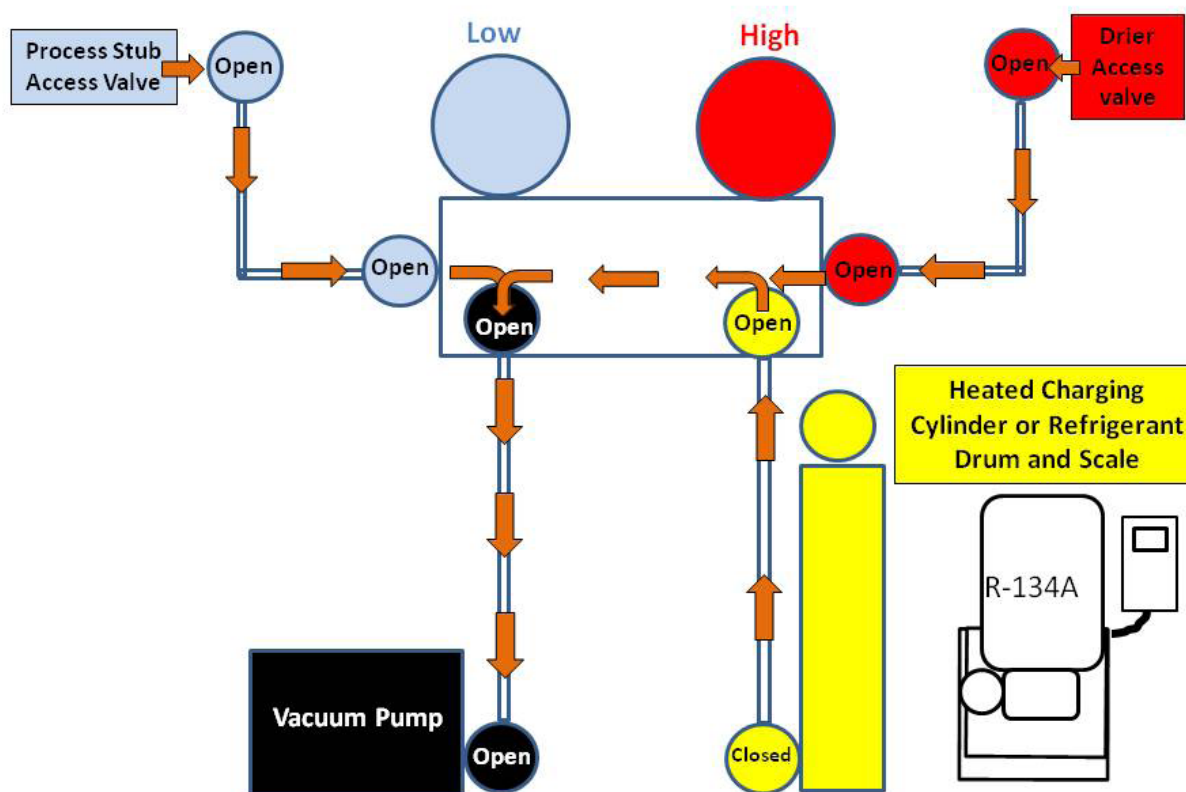 Low
High
Process Stub
Access Valve
Open
Open
Drier
Access
valve
Open
Open
Open
Open
Heated Charging
Cylinder or Refrigerant
Drum and Scale
R-134A
Vacuum Pump
Open
Closed